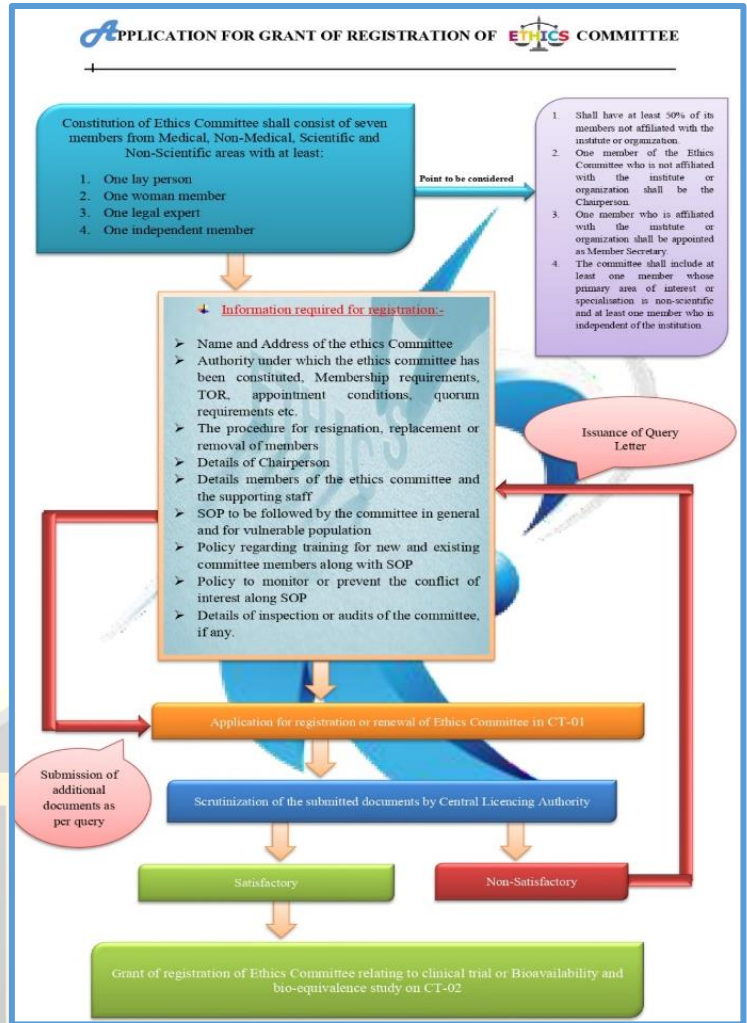 APPLICATION FOR GRANT OF REGISTRATION OF ETHICS COMMITTEE
Constitution of Ethics Committee shall consist of seven
members from Medical, Non-Medical, Scientific and
Non-Scientific areas with at least:
1. One lay person
2. One woman member
3. One legal expert
4. One independent member
Point to be considered
1. Shall have at least 50% of its
members not affiliated with the
institute or organization.
2. One member of the Ethics
Committee who is not affiliated
with the institute or
organization shall be the
Chairperson.
3. One member who is affiliated
with the institute or
organization shall be appointed
as Member Secretary.
4. The committee shall include at
least one member whose
primary area of interest or
specialisation is non-scientific
and at least one member who is
independent of the institution
Information required for registration:-
➢ Name and Address of the ethics Committee
➢ Authority under which the ethics committee has
been constituted, Membership requirements,
TOR, appointment conditions, quorum
requirements etc.
➢ The procedure for resignation, replacement or
removal of members
➢ Details of Chairperson
➢ Details members of the ethics committee and
the supporting staff
➢ SOP to be followed by the committee in general
and for vulnerable population
➢ Policy regarding training for new and existing
committee members along with SOP
➢ Policy to monitor or prevent the conflict of
interest along SOP
➢ Details of inspection or audits of the committee,
if any.
ETHICS
Issuance of Query
Letter
Application for registration or renewal of Ethics Committee in CT-01
Submission of
additional
documents as
per query
Scrutinization of the submitted documents by Central Licencing Authority
Satisfactory
Non-Satisfactory
Grant of registration of Ethics Committee relating to clinical trial or Bioavailability and
bio-equivalence study on CT-02